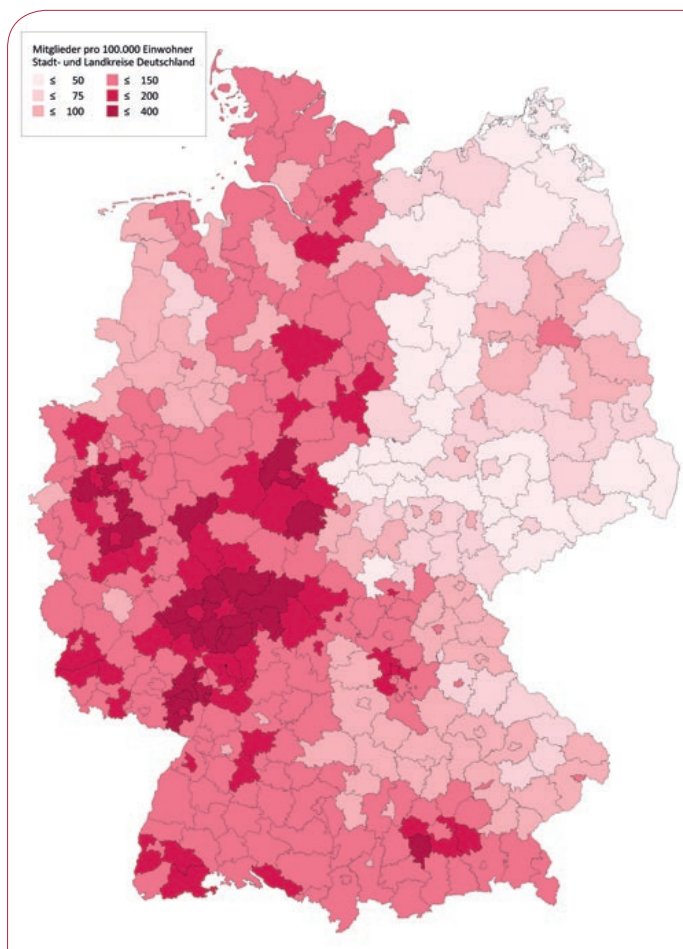 Mitglieder pro 100.000 Einwohner
Stadt- und Landkreise Deutschland
≤ 50 ≤ 150
≤ 75 ≤ 200
≤ 100 ≤ 400